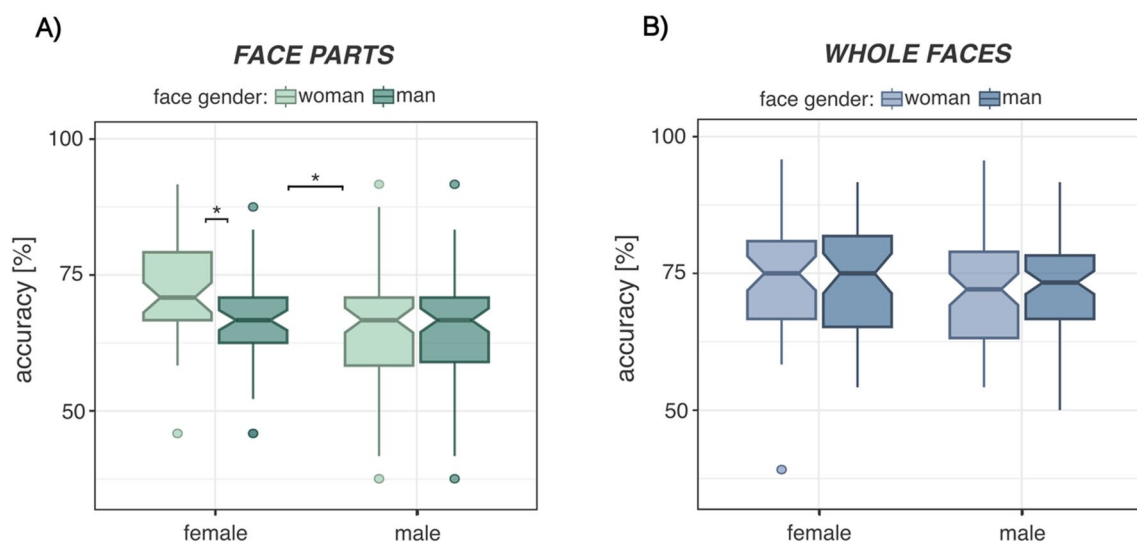 A)
FACE PARTS
face gender: woman man
accuracy [%]
100
75
50
*
*
female male
B)
WHOLE FACES
face gender: woman man
accuracy [%]
100
75
50
female male